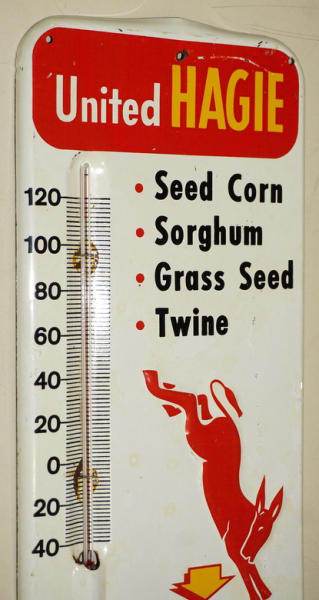 United HAGIE
• Seed Corn
• Sorghum
• Grass Seed
• Twine
120
100
80
60
40
20
0
20
40